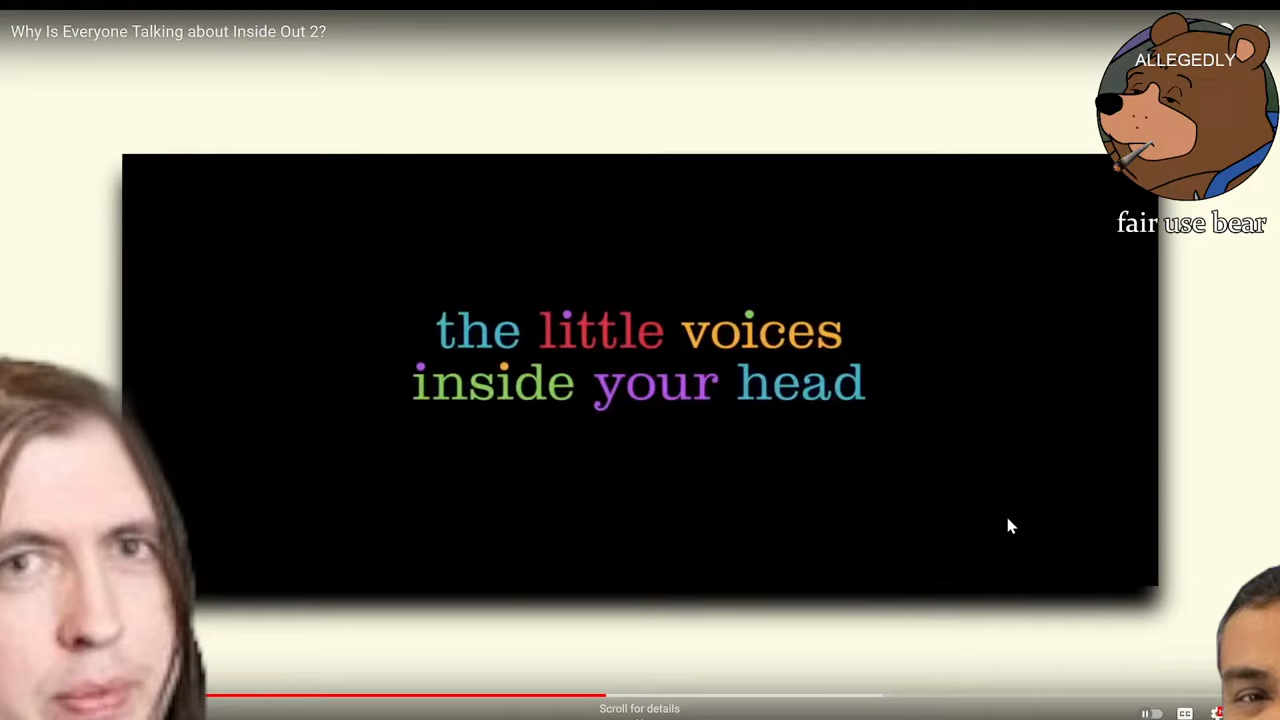 Why Is Everyone Talking about Inside Out 2?
ALLEGEDLY
fair use bear
the little voices
inside your head
Scroll for details
CC